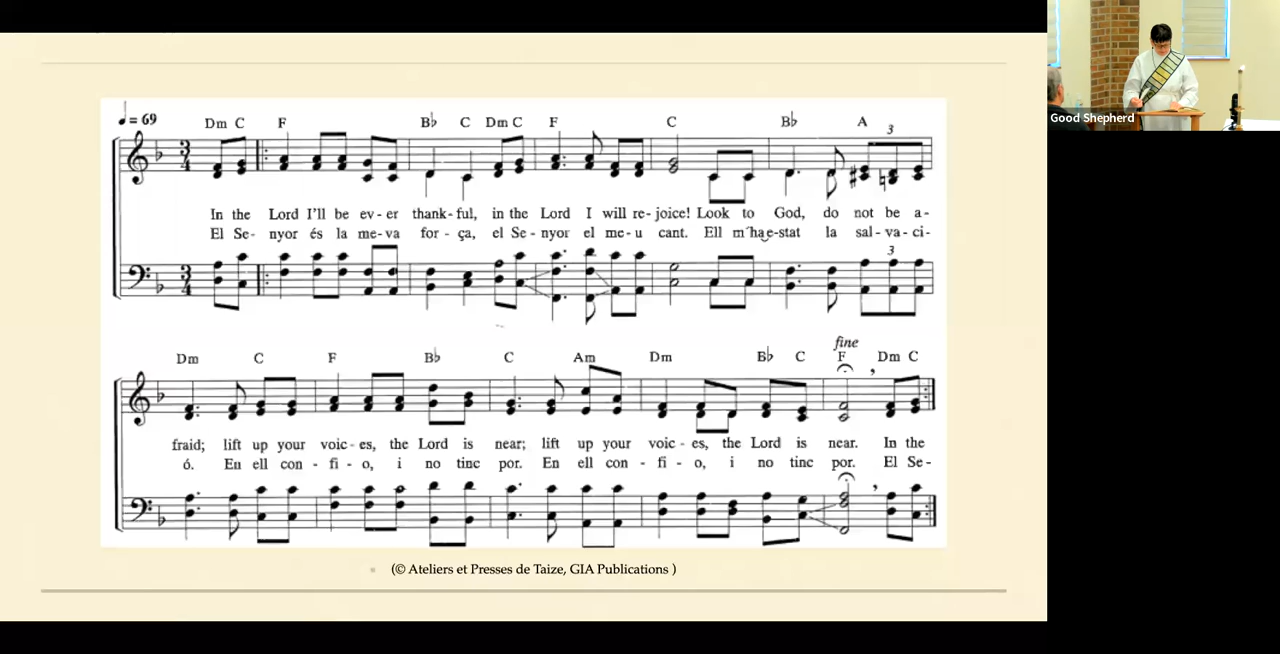 ♩ = 69
Dm C F B♭ C Dm C F C B♭ A
3
In the Lord I'll be ev - er thank - ful, in the Lord I will re - joice! Look to God, do not be a-
El Se- nyor és la me - va for - ça, el Se - nyor el me - u cant. Ell m'ha e-stat la sal - va - ci-
3
fine
Dm C F B♭ C Am Dm B♭ C F Dm C
fraid; lift up your voic - es, the Lord is near; lift up your voic - es, the Lord is near. In the
ó. En ell con - fi - o, i no tinc por. En ell con - fi - o, i no tinc por. El Se-
(© Ateliers et Presses de Taize, GIA Publications )
Good Shepherd